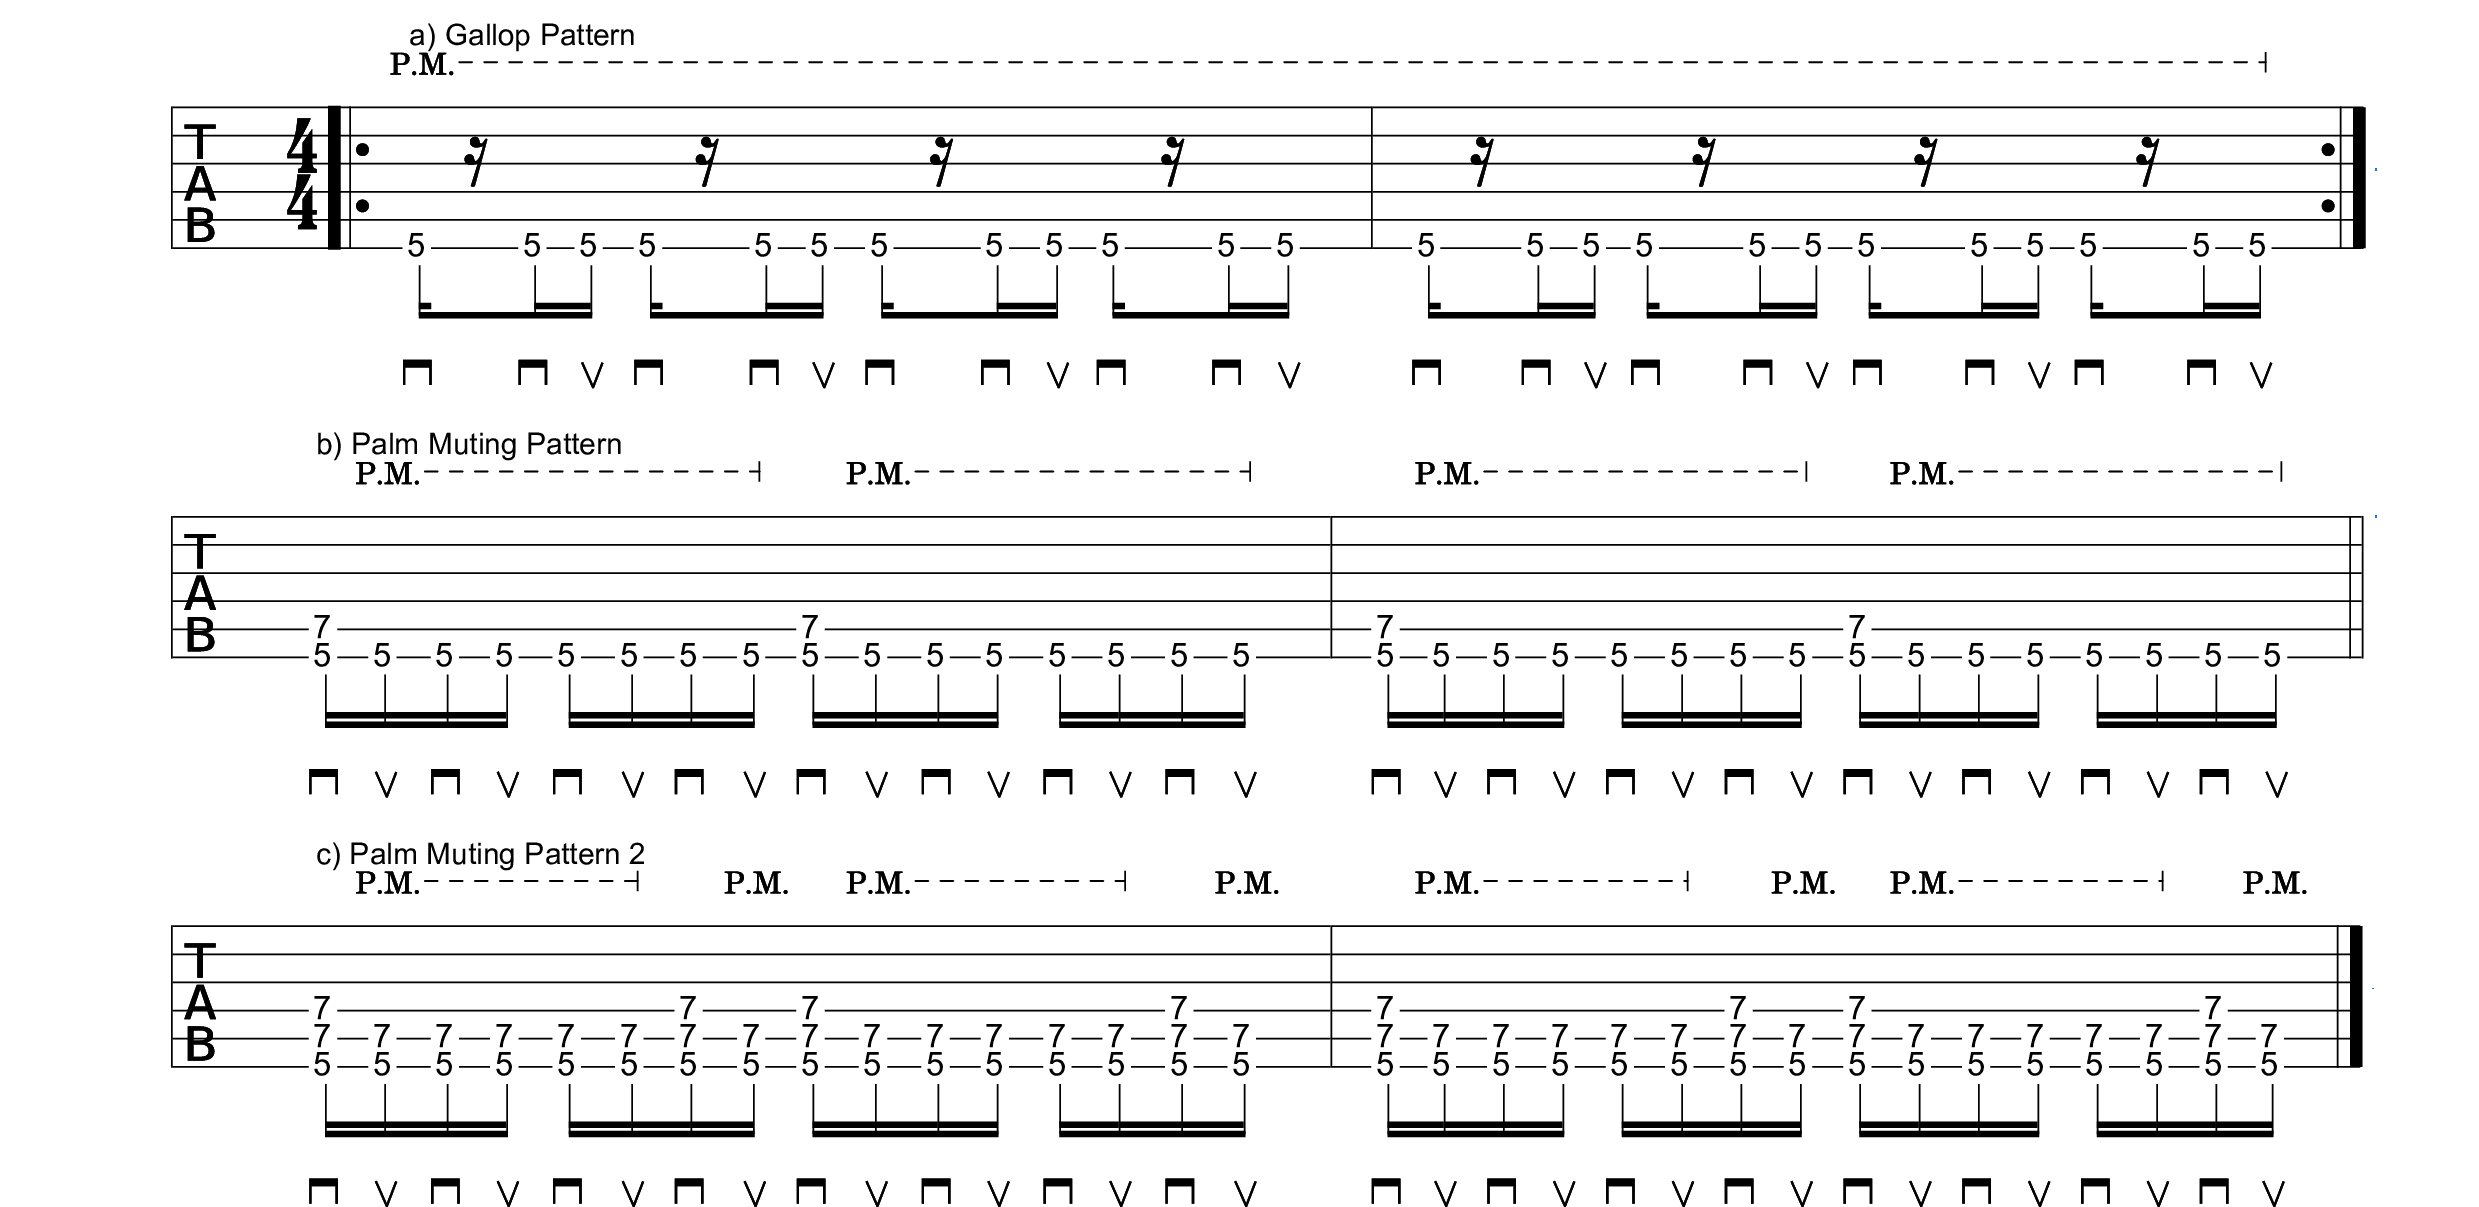 a) Gallop Pattern
P.M.
T
A
B
4
4
5 5 5 5 5 5 5 5 5 5 5 5 5 5 5 5 5 5 5 5 5 5 5 5
b) Palm Muting Pattern
P.M. P.M. P.M. P.M.
T
A
B
7 7 7 7
5 5 5 5 5 5 5 5 5 5 5 5 5 5 5 5 5 5 5 5 5 5 5 5 5 5 5 5 5 5 5 5
c) Palm Muting Pattern 2
P.M. P.M. P.M. P.M. P.M. P.M. P.M. P.M.
T
A
B
7 7 7 7 7 7 7 7
7 7 7 7 7 7 7 7 7 7 7 7 7 7 7 7 7 7 7 7 7 7 7 7 7 7 7 7 7 7 7 7
5 5 5 5 5 5 5 5 5 5 5 5 5 5 5 5 5 5 5 5 5 5 5 5 5 5 5 5 5 5 5 5